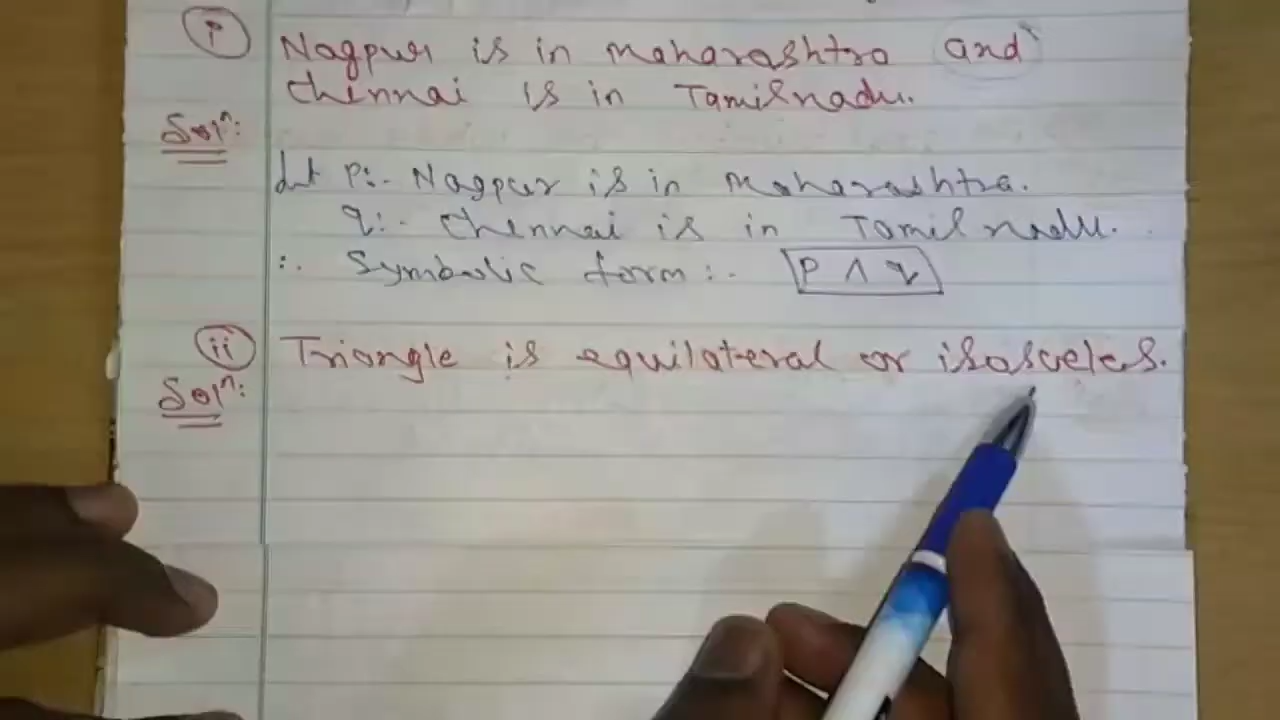 i Nagpur is in Maharashtra and
Chennai is in Tamilnadu.
Solⁿ:
Let p:- Nagpur is in Maharashtra.
q:- Chennai is in Tamilnadu.
∴ Symbolic form:- p ∧ q
ii Triangle is equilateral or isosceles.
Solⁿ: